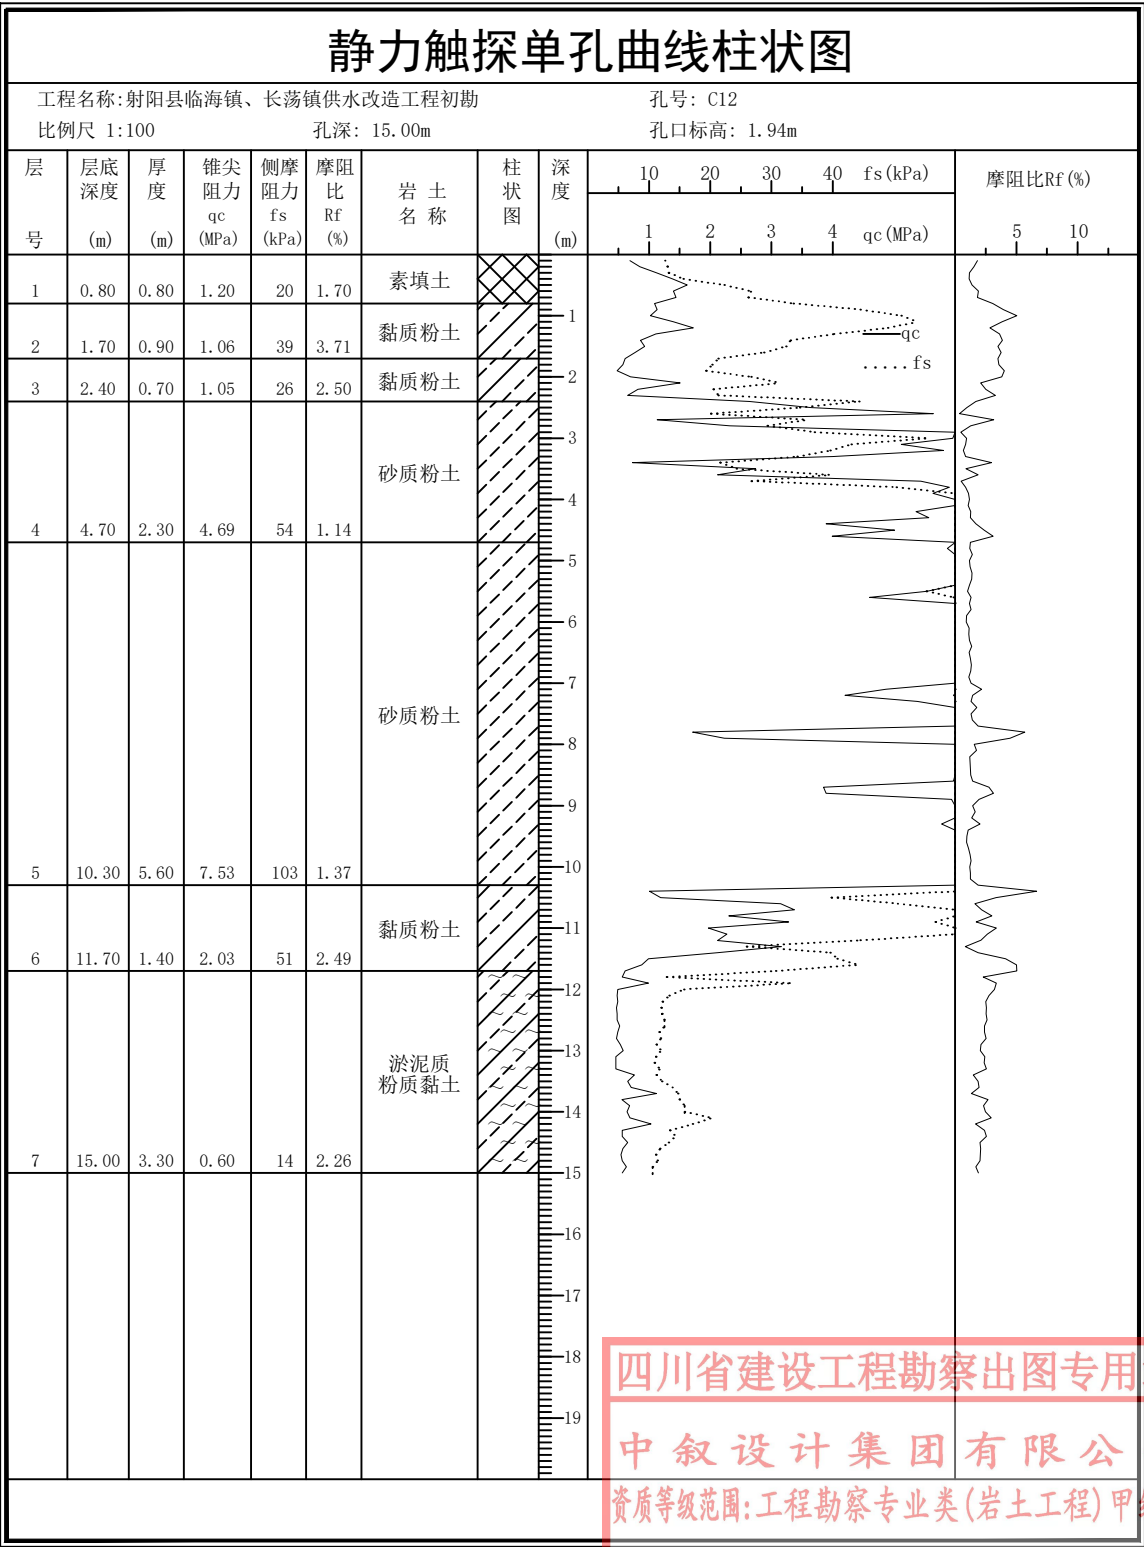 静力触探单孔曲线柱状图
工程名称:射阳县临海镇、长荡镇供水改造工程初勘 孔号: C12
比例尺 1:100 孔深: 15.00m 孔口标高: 1.94m
层号 层底深度(m) 厚度(m) 锥尖阻力qc(MPa) 侧摩阻力fs(kPa) 摩阻比Rf(%) 岩土名称 柱状图 深度(m)
10 20 30 40 fs(kPa)
1 2 3 4 qc(MPa)
摩阻比Rf(%)
5 10
1 0.80 0.80 1.20 20 1.70 素填土
2 1.70 0.90 1.06 39 3.71 黏质粉土
3 2.40 0.70 1.05 26 2.50 黏质粉土
4 4.70 2.30 4.69 54 1.14 砂质粉土
5 10.30 5.60 7.53 103 1.37 砂质粉土
6 11.70 1.40 2.03 51 2.49 黏质粉土
7 15.00 3.30 0.60 14 2.26 淤泥质粉质黏土
1
2
3
4
5
6
7
8
9
10
11
12
13
14
15
16
17
18
19
qc
.....fs
四川省建设工程勘察出图专用
中叙设计集团有限公
资质等级范围:工程勘察专业类(岩土工程)甲